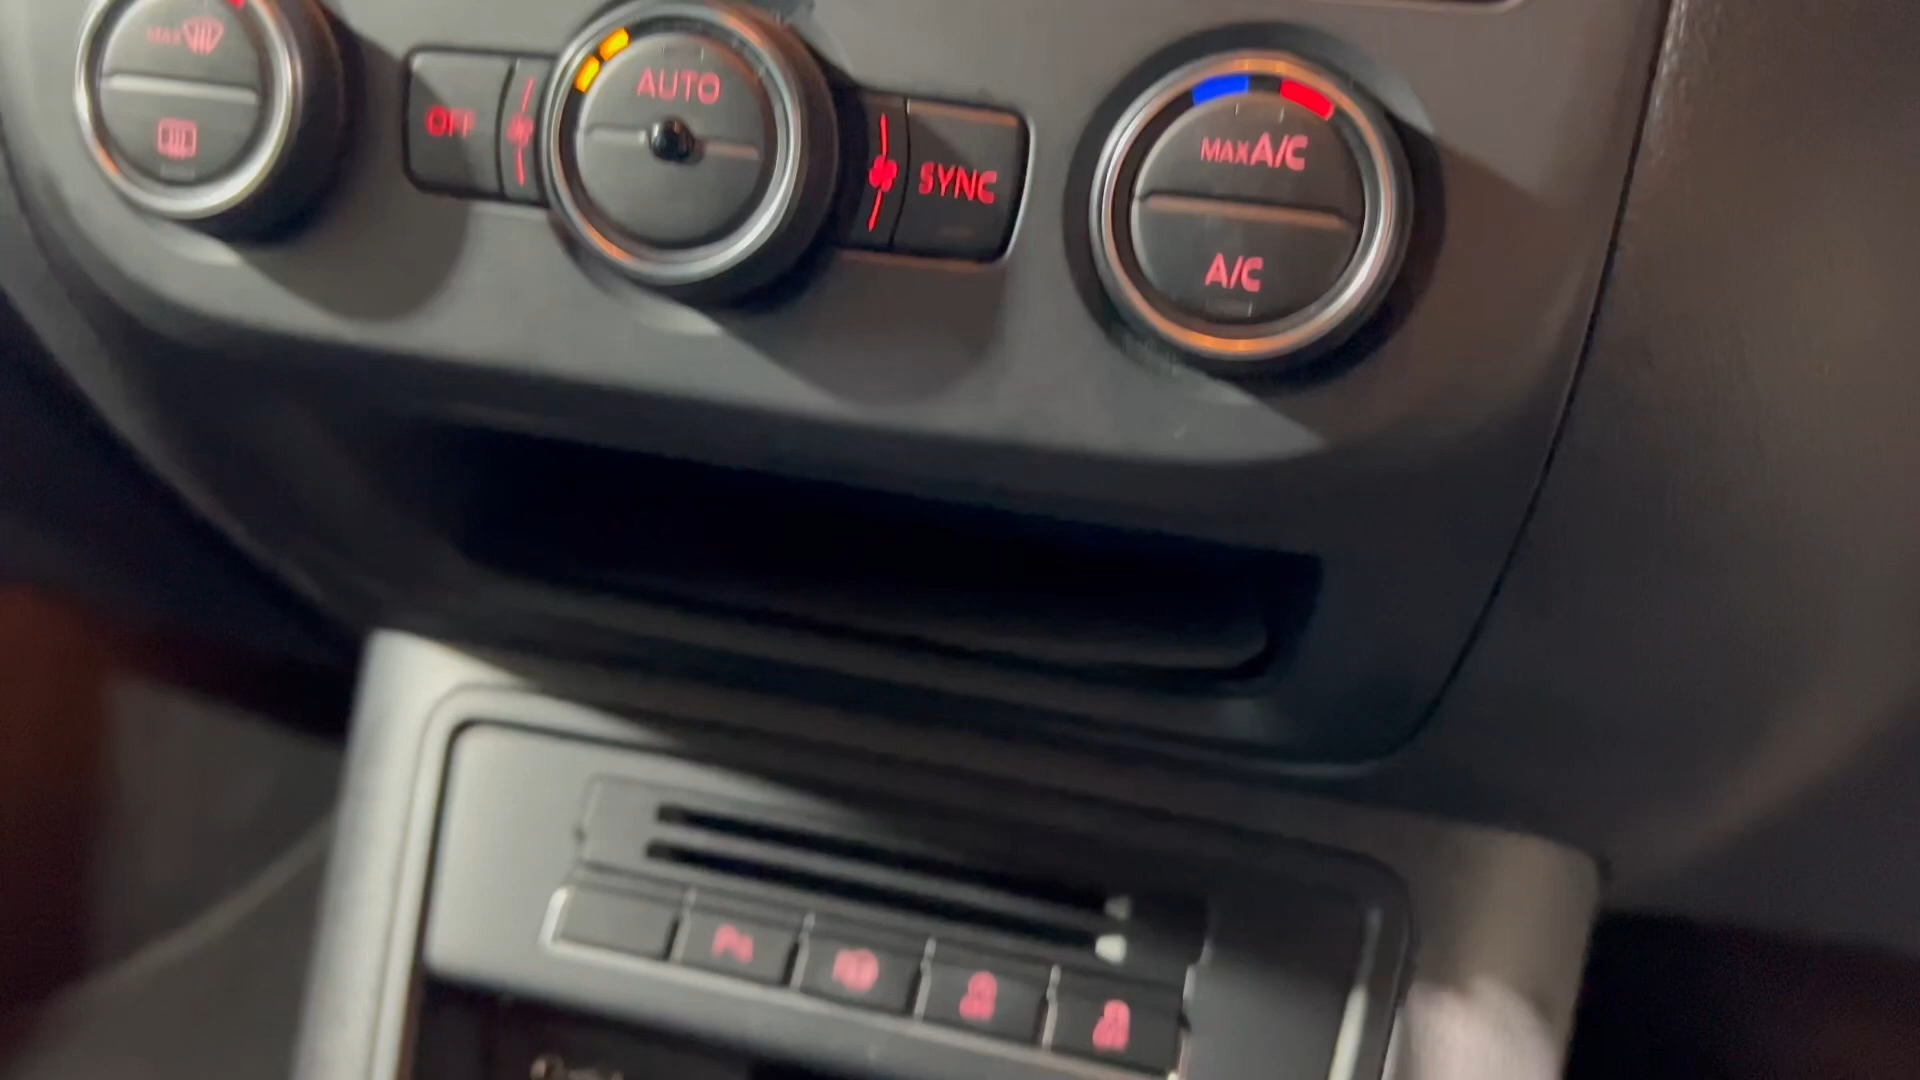 MAX
OFF
AUTO
SYNC
MAX A/C
A/C